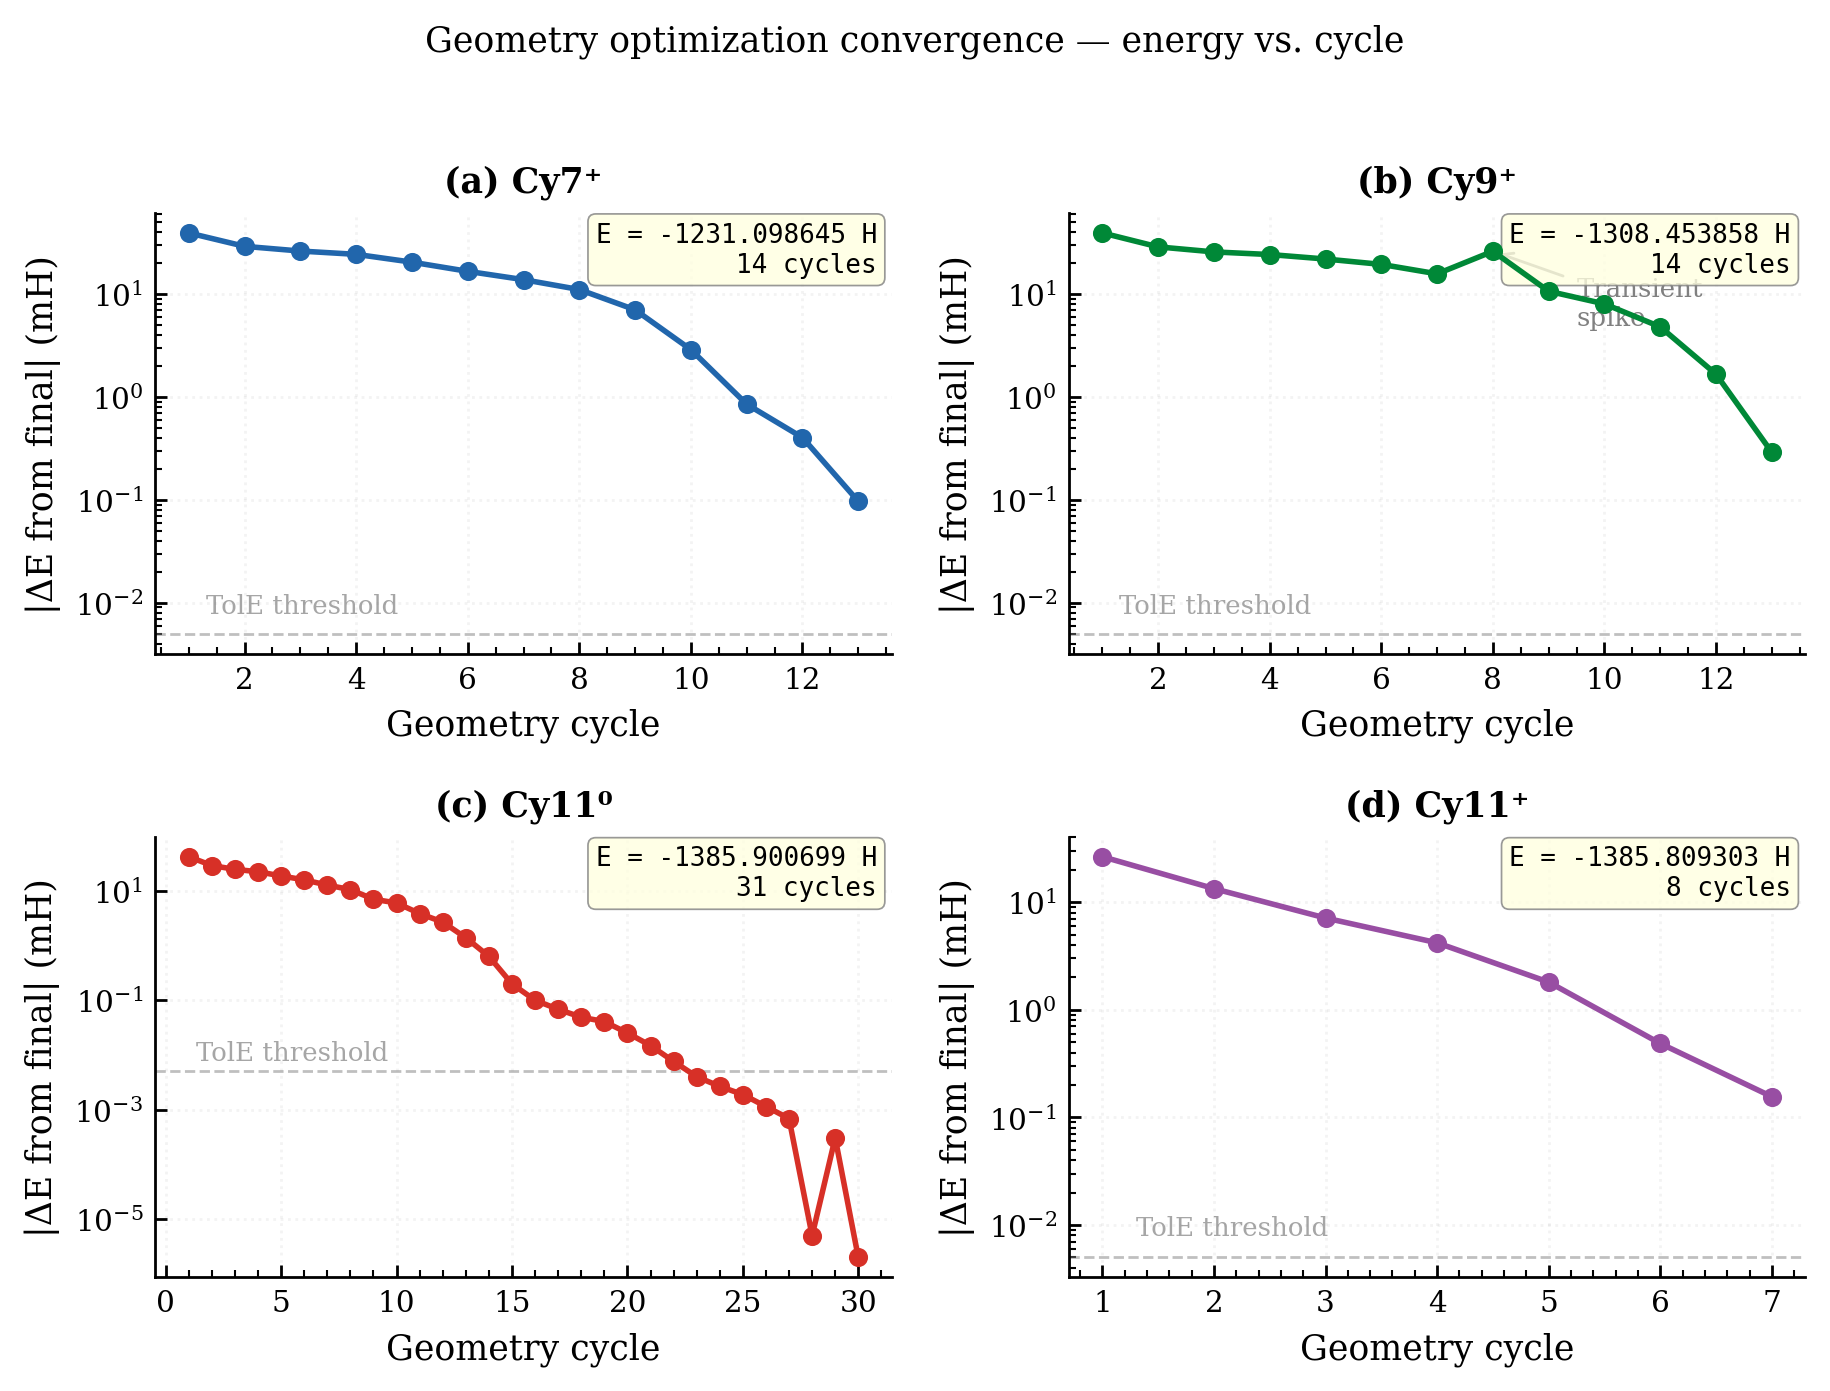 Geometry optimization convergence — energy vs. cycle
(a) Cy7⁺
E = -1231.098645 H
14 cycles
|ΔE from final| (mH)
10¹
10⁰
10⁻¹
10⁻²
TolE threshold
2 4 6 8 10 12
Geometry cycle
(b) Cy9⁺
E = -1308.453858 H
14 cycles
Transient
spike
|ΔE from final| (mH)
10¹
10⁰
10⁻¹
10⁻²
TolE threshold
2 4 6 8 10 12
Geometry cycle
(c) Cy11⁰
E = -1385.900699 H
31 cycles
|ΔE from final| (mH)
10¹
10⁻¹
TolE threshold
10⁻³
10⁻⁵
0 5 10 15 20 25 30
Geometry cycle
(d) Cy11⁺
E = -1385.809303 H
8 cycles
|ΔE from final| (mH)
10¹
10⁰
10⁻¹
10⁻²
TolE threshold
1 2 3 4 5 6 7
Geometry cycle